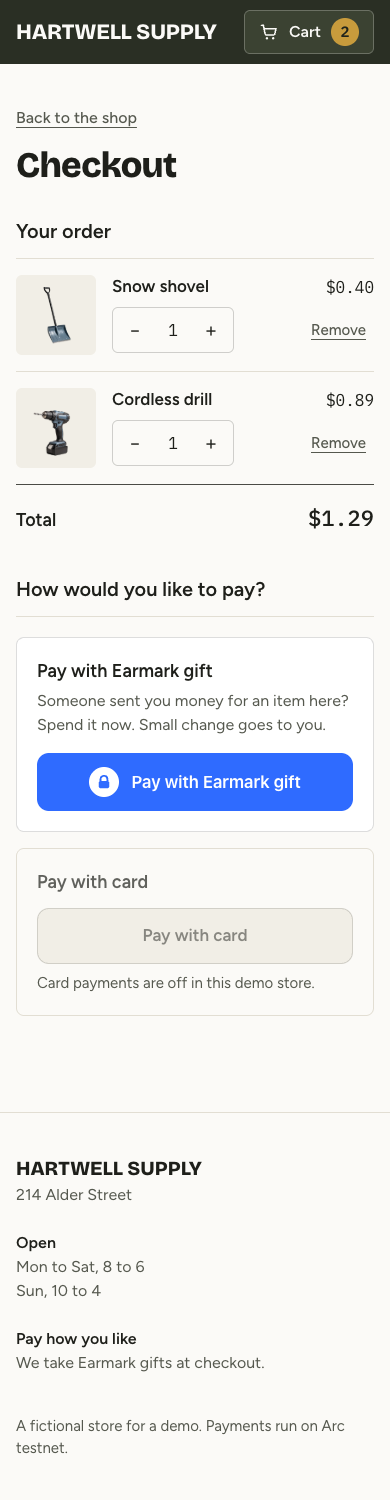 HARTWELL SUPPLY
Cart 2
Back to the shop
Checkout
Your order
Snow shovel $0.40
− 1 + Remove
Cordless drill $0.89
− 1 + Remove
Total $1.29
How would you like to pay?
Pay with Earmark gift
Someone sent you money for an item here?
Spend it now. Small change goes to you.
Pay with Earmark gift
Pay with card
Pay with card
Card payments are off in this demo store.
HARTWELL SUPPLY
214 Alder Street
Open
Mon to Sat, 8 to 6
Sun, 10 to 4
Pay how you like
We take Earmark gifts at checkout.
A fictional store for a demo. Payments run on Arc
testnet.